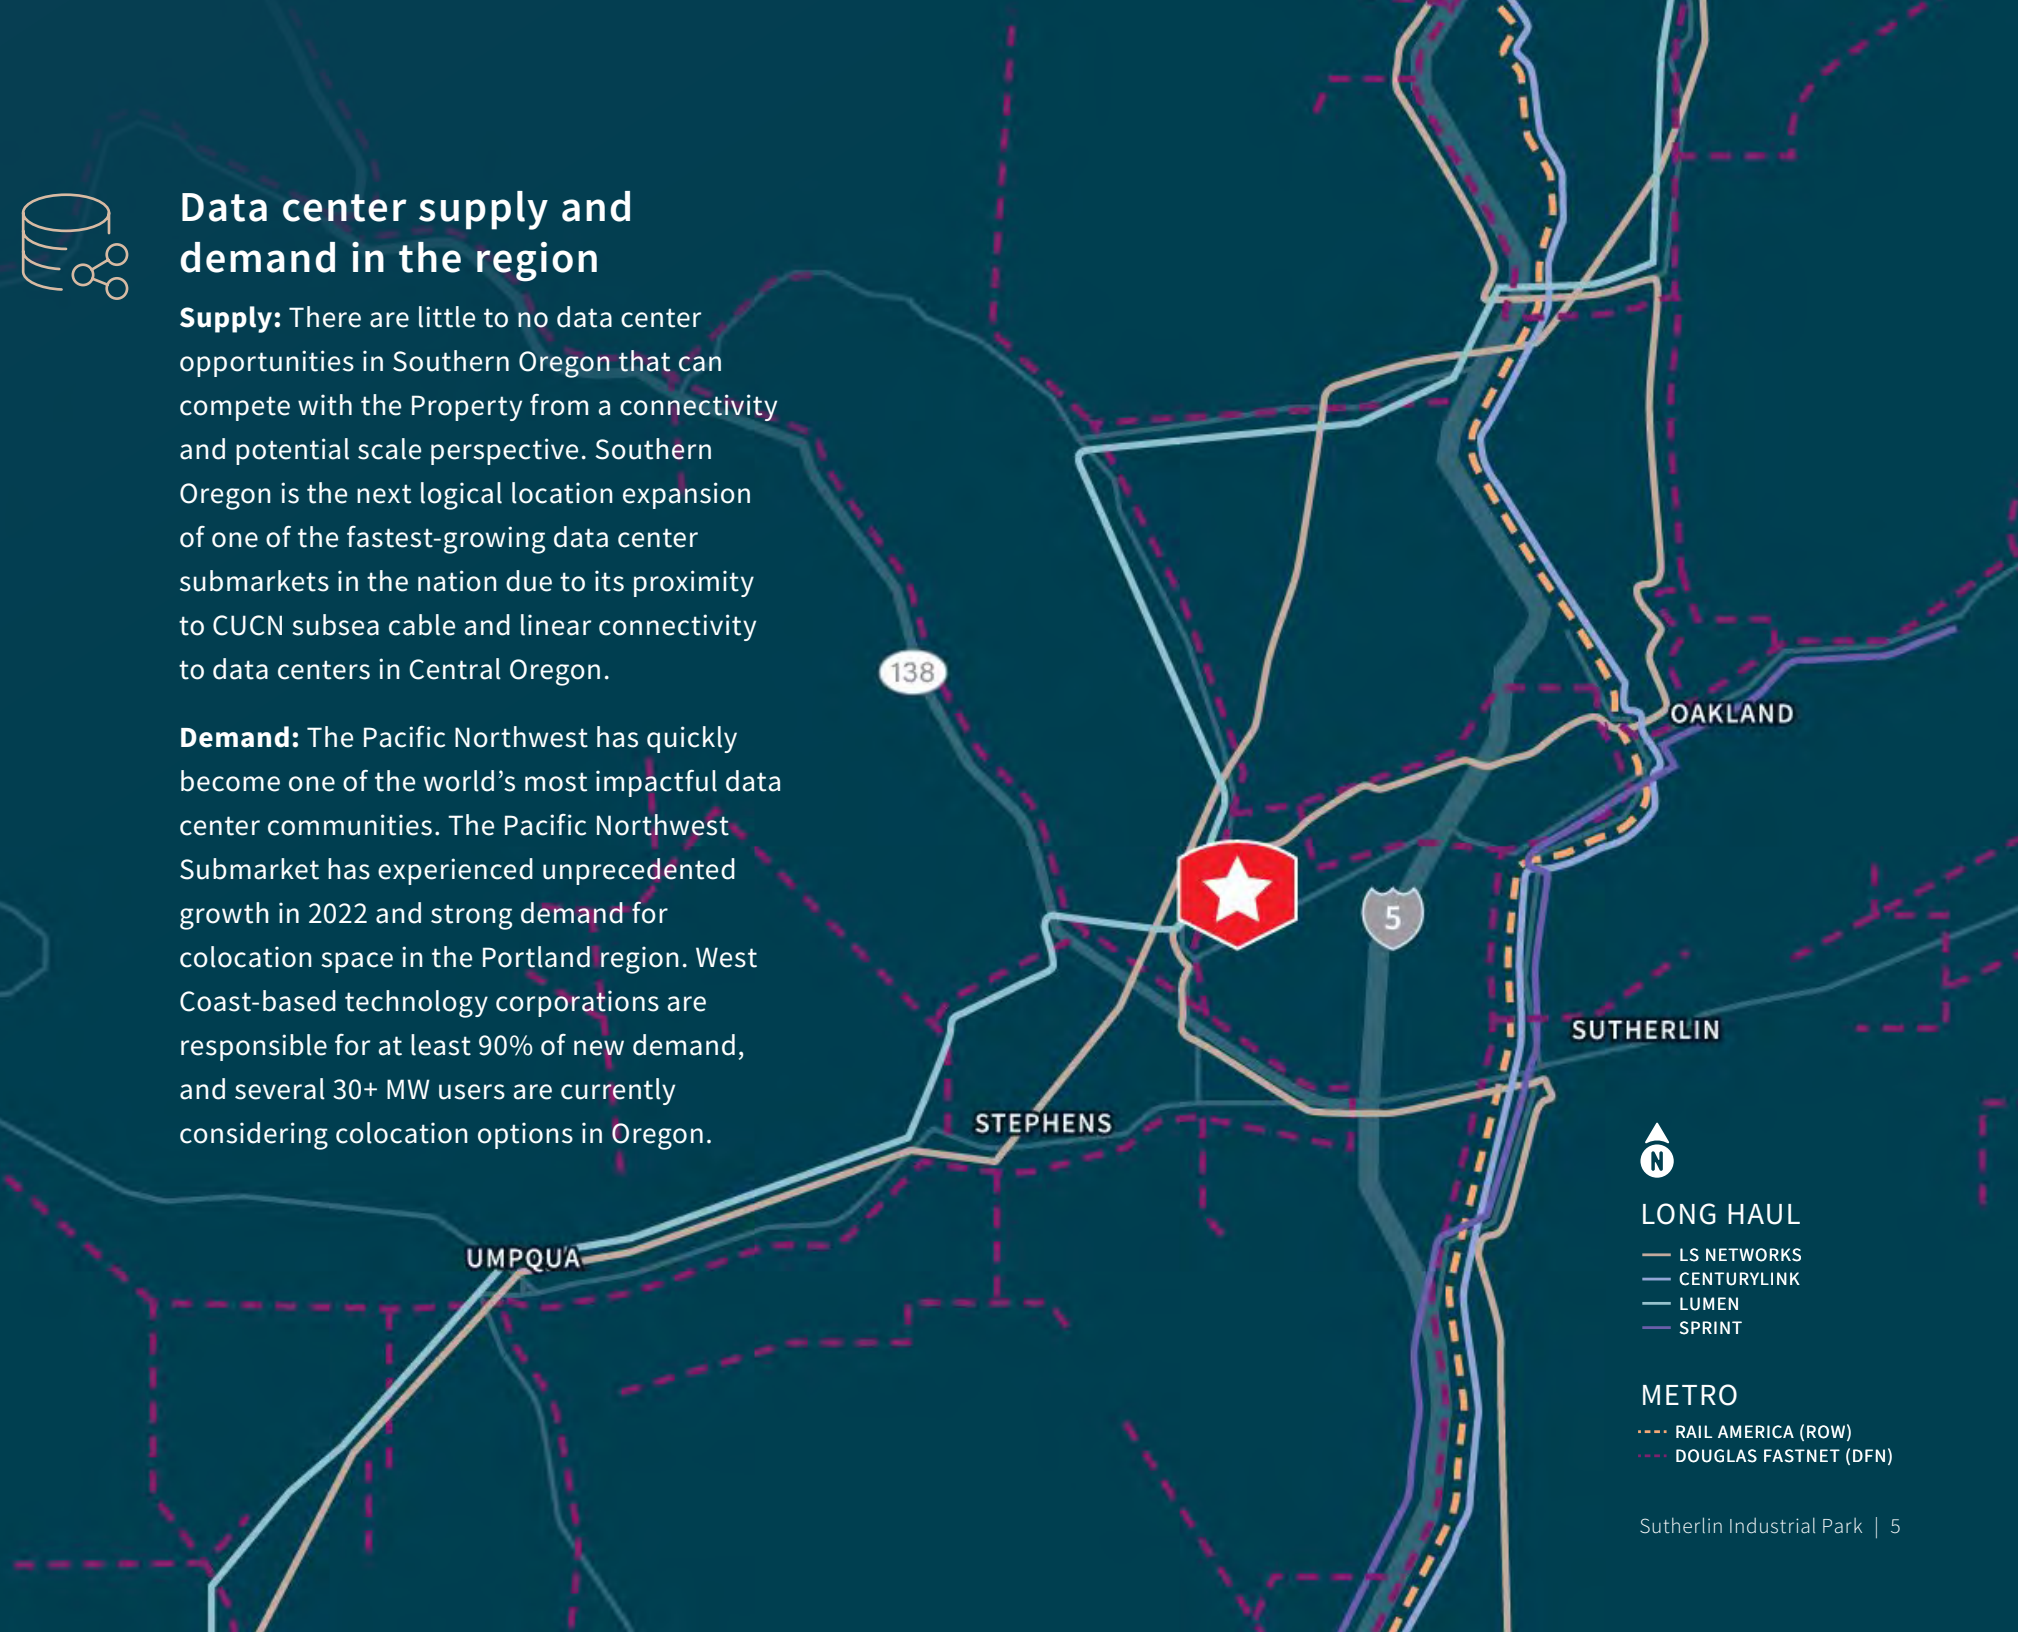 Data center supply and
demand in the region
Supply: There are little to no data center
opportunities in Southern Oregon that can
compete with the Property from a connectivity
and potential scale perspective. Southern
Oregon is the next logical location expansion
of one of the fastest-growing data center
submarkets in the nation due to its proximity
to CUCN subsea cable and linear connectivity
to data centers in Central Oregon.
Demand: The Pacific Northwest has quickly
become one of the world’s most impactful data
center communities. The Pacific Northwest
Submarket has experienced unprecedented
growth in 2022 and strong demand for
colocation space in the Portland region. West
Coast-based technology corporations are
responsible for at least 90% of new demand,
and several 30+ MW users are currently
considering colocation options in Oregon.
138
OAKLAND
5
SUTHERLIN
STEPHENS
UMPQUA
N
LONG HAUL
LS NETWORKS
CENTURYLINK
LUMEN
SPRINT
METRO
RAIL AMERICA (ROW)
DOUGLAS FASTNET (DFN)
Sutherlin Industrial Park | 5